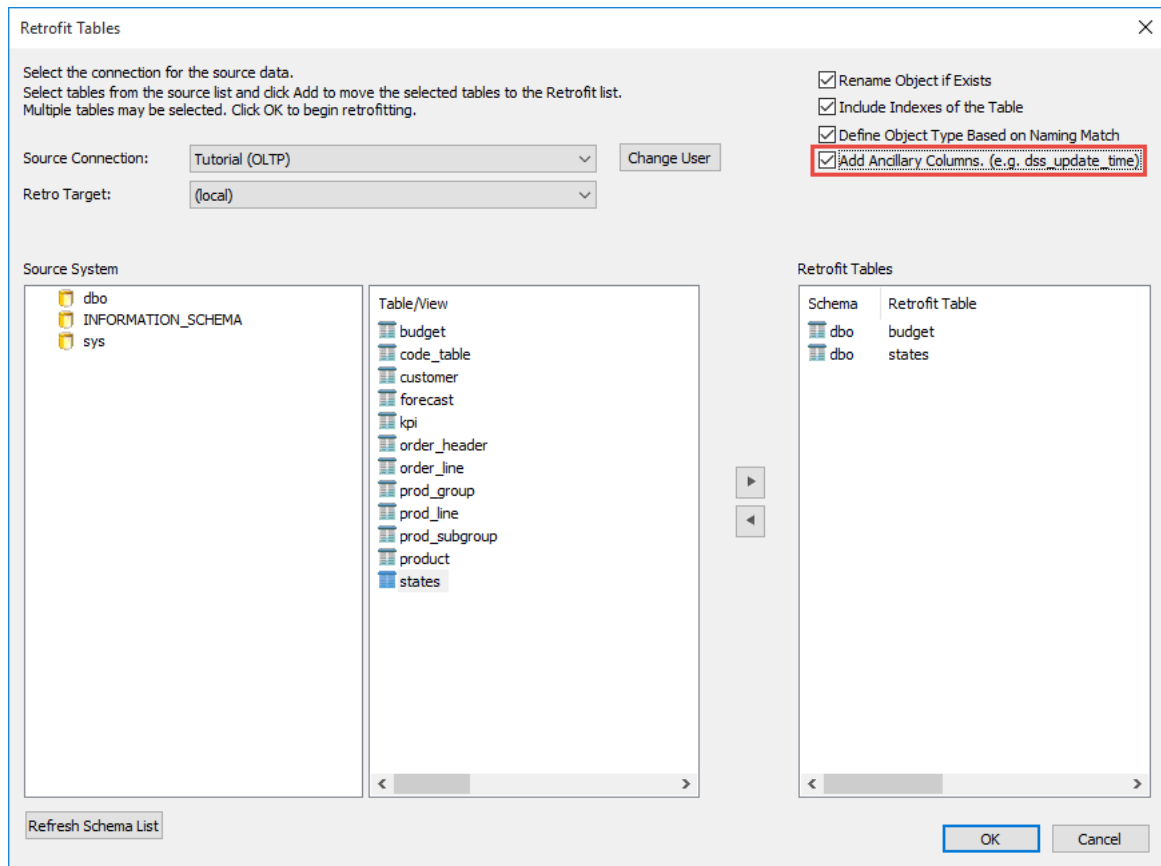 Retrofit Tables
Select the connection for the source data.
Select tables from the source list and click Add to move the selected tables to the Retrofit list.
Multiple tables may be selected. Click OK to begin retrofitting.
Rename Object if Exists
Include Indexes of the Table
Define Object Type Based on Naming Match
Add Ancillary Columns. (e.g. dss_update_time)
Source Connection:
Tutorial (OLTP)
Change User
Retro Target:
(local)
Source System
dbo
INFORMATION_SCHEMA
sys
Table/View
budget
code_table
customer
forecast
kpi
order_header
order_line
prod_group
prod_line
prod_subgroup
product
states
Retrofit Tables
Schema Retrofit Table
dbo budget
dbo states
Refresh Schema List
OK
Cancel